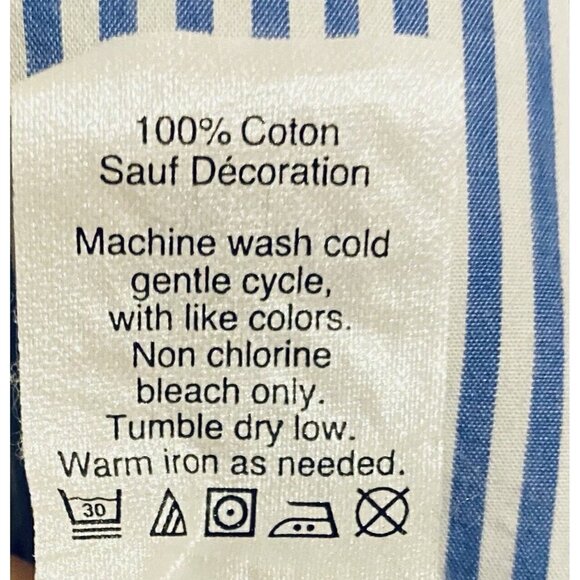 100% Coton
Sauf Décoration
Machine wash cold
gentle cycle,
with like colors.
Non chlorine
bleach only.
Tumble dry low.
Warm iron as needed.
30